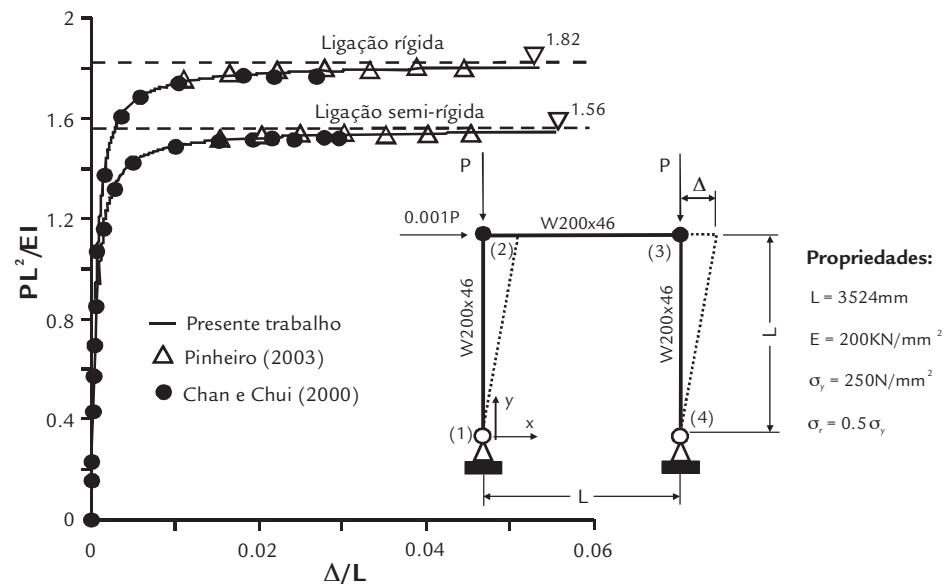 2
1.6
1.2
0.8
0.4
0
PL²/EI
Ligação rígida
1.82
Ligação semi-rígida
1.56
Presente trabalho
Pinheiro (2003)
Chan e Chui (2000)
0
0.02
0.04
0.06
Δ/L
P
P
Δ
0.001P
W200x46
(2)
(3)
W200x46
W200x46
L
y
x
(1)
(4)
L
Propriedades:
L = 3524mm
E = 200KN/mm²
σy = 250N/mm²
σr = 0.5σy